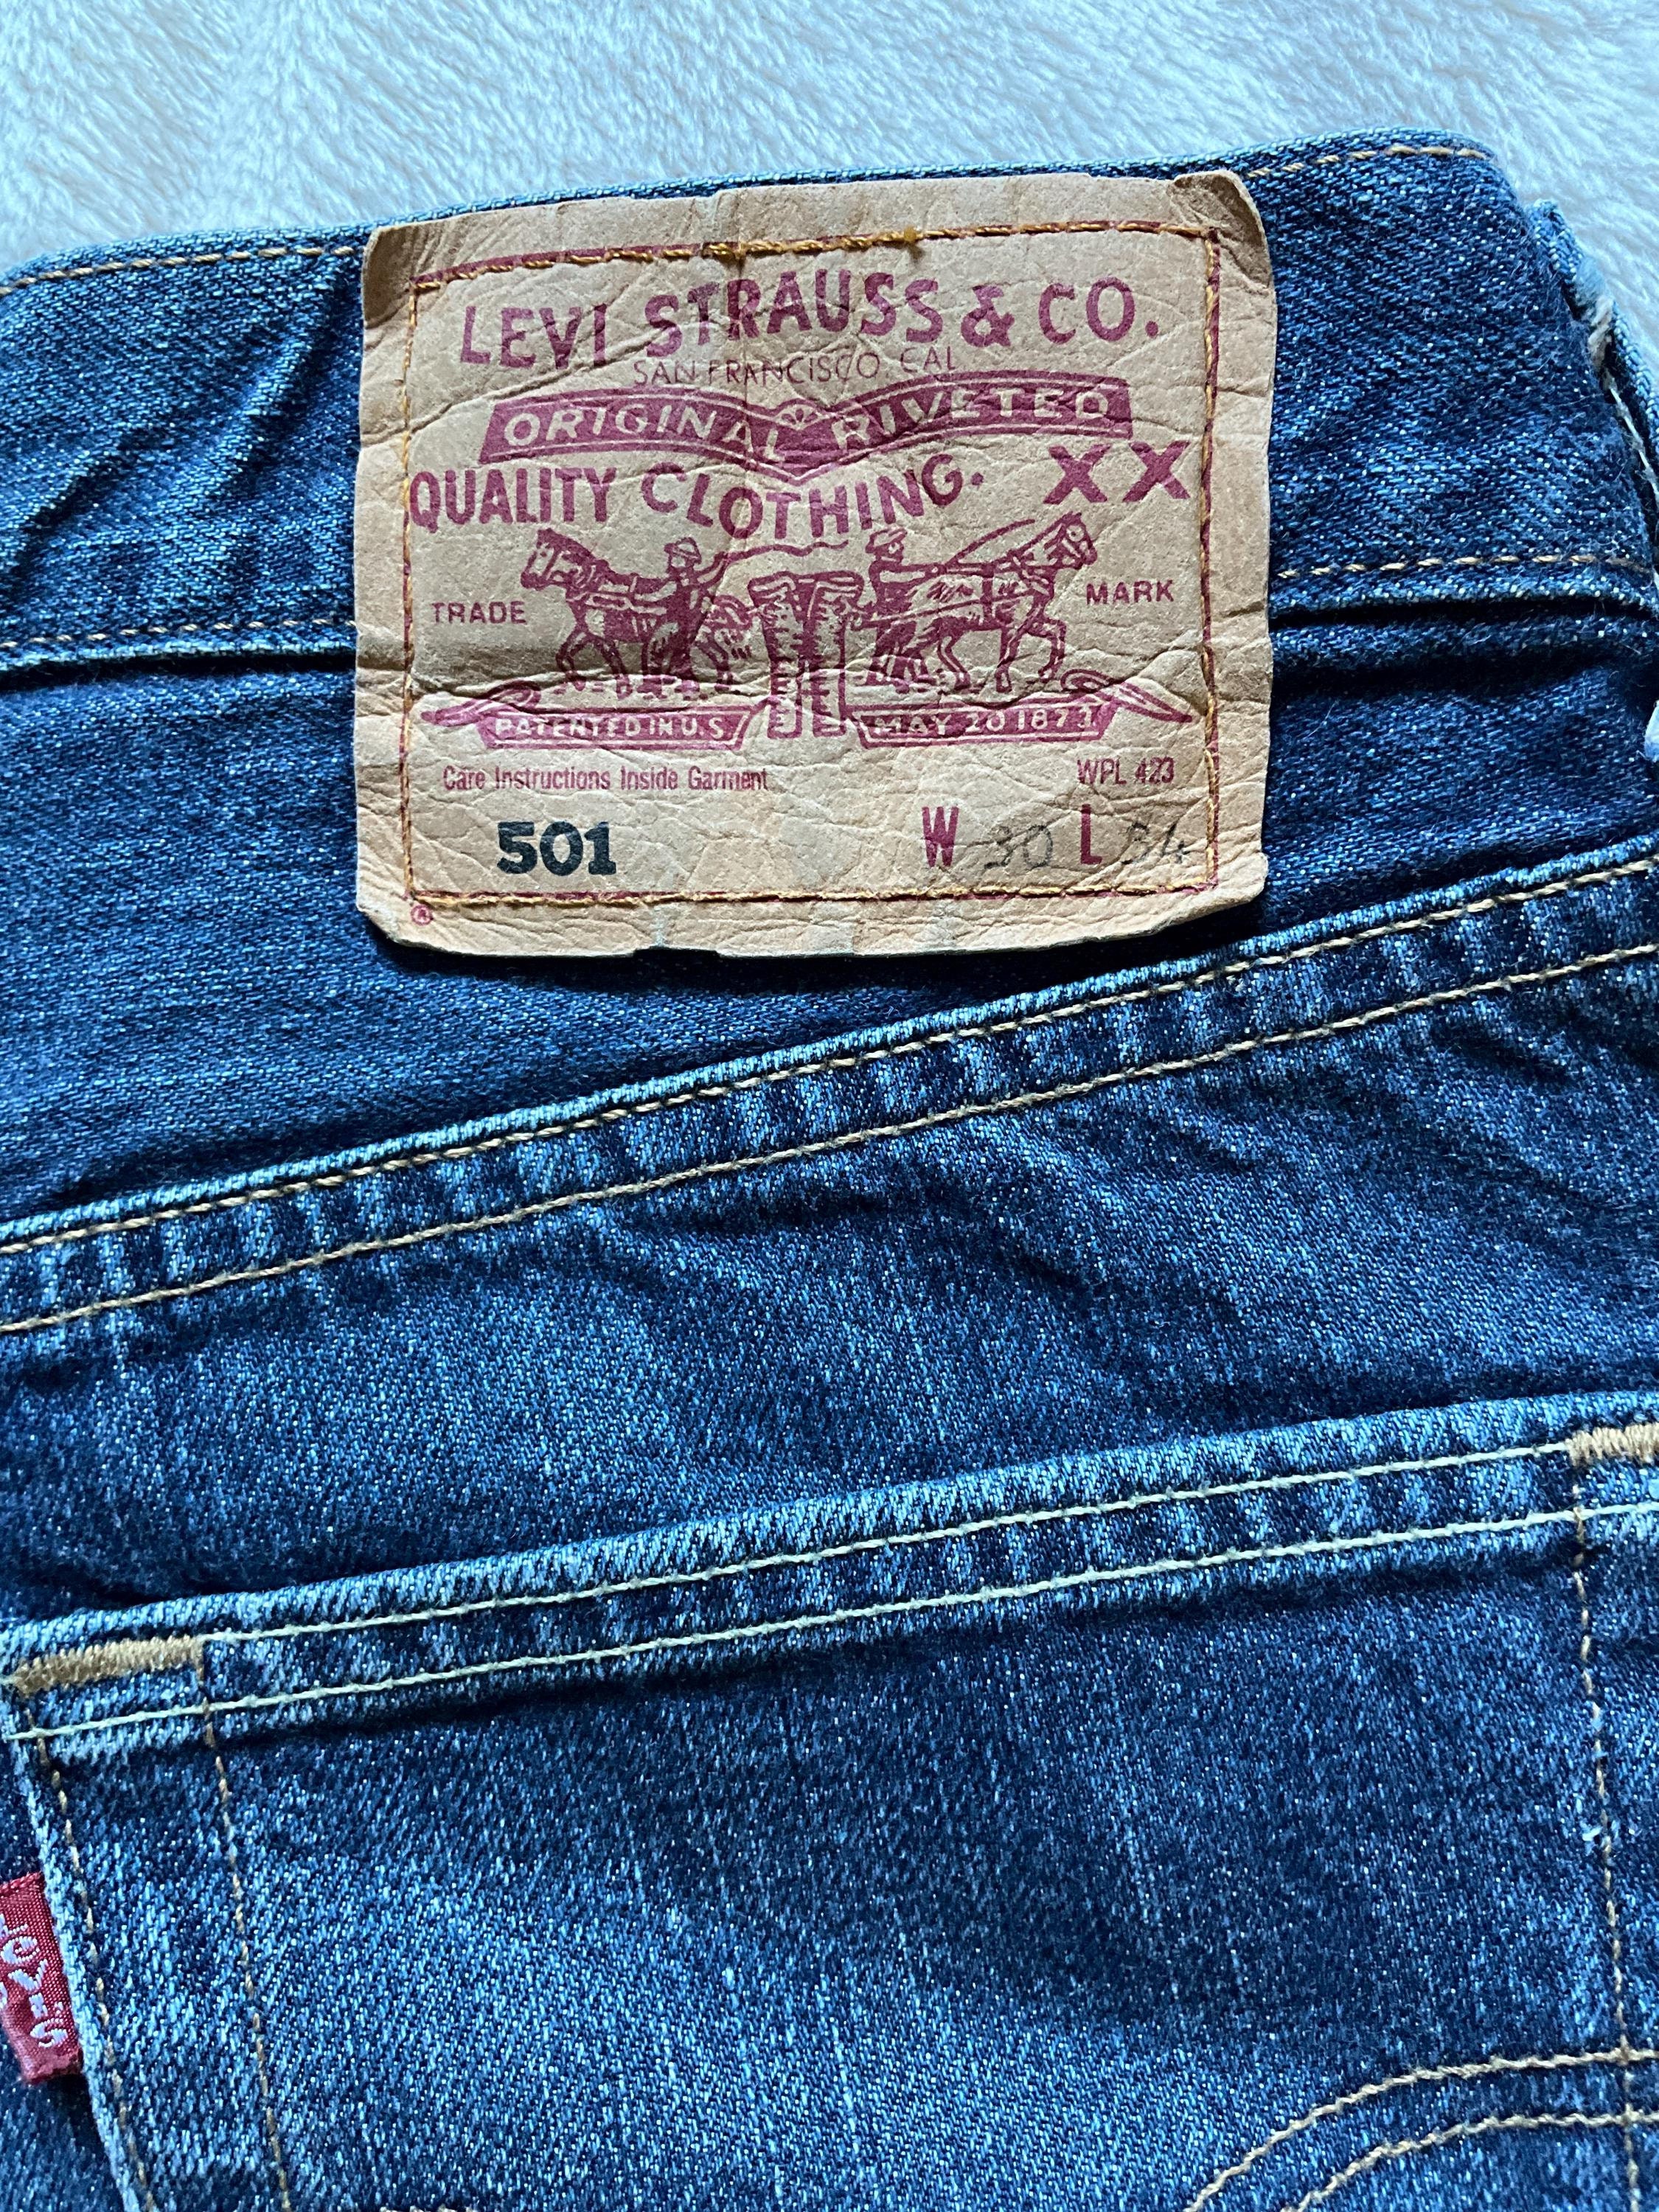 LEVI STRAUSS & CO.
SAN FRANCISCO. CAL
ORIGINAL RIVETED
QUALITY CLOTHING. XX
TRADE MARK
PATENTED IN U.S MAY 20 1873
Care Instructions Inside Garment WPL 423
501 W 30 L 34
®
Levi's